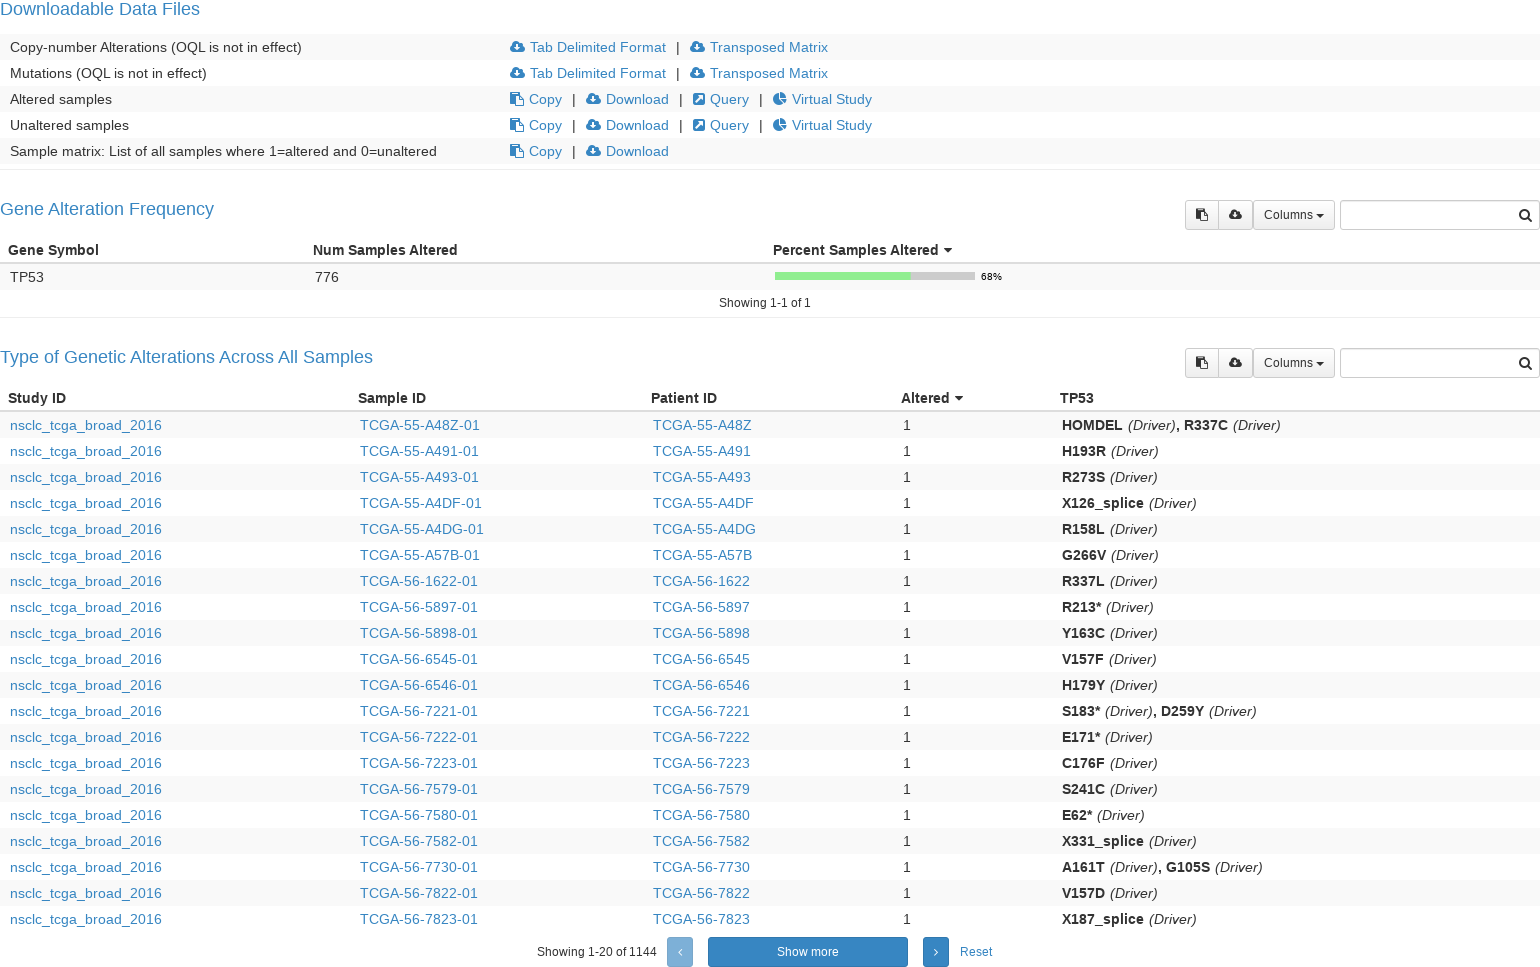 Downloadable Data Files
Copy-number Alterations (OQL is not in effect) Tab Delimited Format | Transposed Matrix
Mutations (OQL is not in effect) Tab Delimited Format | Transposed Matrix
Altered samples Copy | Download | Query | Virtual Study
Unaltered samples Copy | Download | Query | Virtual Study
Sample matrix: List of all samples where 1=altered and 0=unaltered Copy | Download
Gene Alteration Frequency Columns
Gene Symbol Num Samples Altered Percent Samples Altered
TP53 776 68%
Showing 1-1 of 1
Type of Genetic Alterations Across All Samples Columns
Study ID Sample ID Patient ID Altered TP53
nsclc_tcga_broad_2016 TCGA-55-A48Z-01 TCGA-55-A48Z 1 HOMDEL (Driver), R337C (Driver)
nsclc_tcga_broad_2016 TCGA-55-A491-01 TCGA-55-A491 1 H193R (Driver)
nsclc_tcga_broad_2016 TCGA-55-A493-01 TCGA-55-A493 1 R273S (Driver)
nsclc_tcga_broad_2016 TCGA-55-A4DF-01 TCGA-55-A4DF 1 X126_splice (Driver)
nsclc_tcga_broad_2016 TCGA-55-A4DG-01 TCGA-55-A4DG 1 R158L (Driver)
nsclc_tcga_broad_2016 TCGA-55-A57B-01 TCGA-55-A57B 1 G266V (Driver)
nsclc_tcga_broad_2016 TCGA-56-1622-01 TCGA-56-1622 1 R337L (Driver)
nsclc_tcga_broad_2016 TCGA-56-5897-01 TCGA-56-5897 1 R213* (Driver)
nsclc_tcga_broad_2016 TCGA-56-5898-01 TCGA-56-5898 1 Y163C (Driver)
nsclc_tcga_broad_2016 TCGA-56-6545-01 TCGA-56-6545 1 V157F (Driver)
nsclc_tcga_broad_2016 TCGA-56-6546-01 TCGA-56-6546 1 H179Y (Driver)
nsclc_tcga_broad_2016 TCGA-56-7221-01 TCGA-56-7221 1 S183* (Driver), D259Y (Driver)
nsclc_tcga_broad_2016 TCGA-56-7222-01 TCGA-56-7222 1 E171* (Driver)
nsclc_tcga_broad_2016 TCGA-56-7223-01 TCGA-56-7223 1 C176F (Driver)
nsclc_tcga_broad_2016 TCGA-56-7579-01 TCGA-56-7579 1 S241C (Driver)
nsclc_tcga_broad_2016 TCGA-56-7580-01 TCGA-56-7580 1 E62* (Driver)
nsclc_tcga_broad_2016 TCGA-56-7582-01 TCGA-56-7582 1 X331_splice (Driver)
nsclc_tcga_broad_2016 TCGA-56-7730-01 TCGA-56-7730 1 A161T (Driver), G105S (Driver)
nsclc_tcga_broad_2016 TCGA-56-7822-01 TCGA-56-7822 1 V157D (Driver)
nsclc_tcga_broad_2016 TCGA-56-7823-01 TCGA-56-7823 1 X187_splice (Driver)
Showing 1-20 of 1144 ‹ Show more › Reset